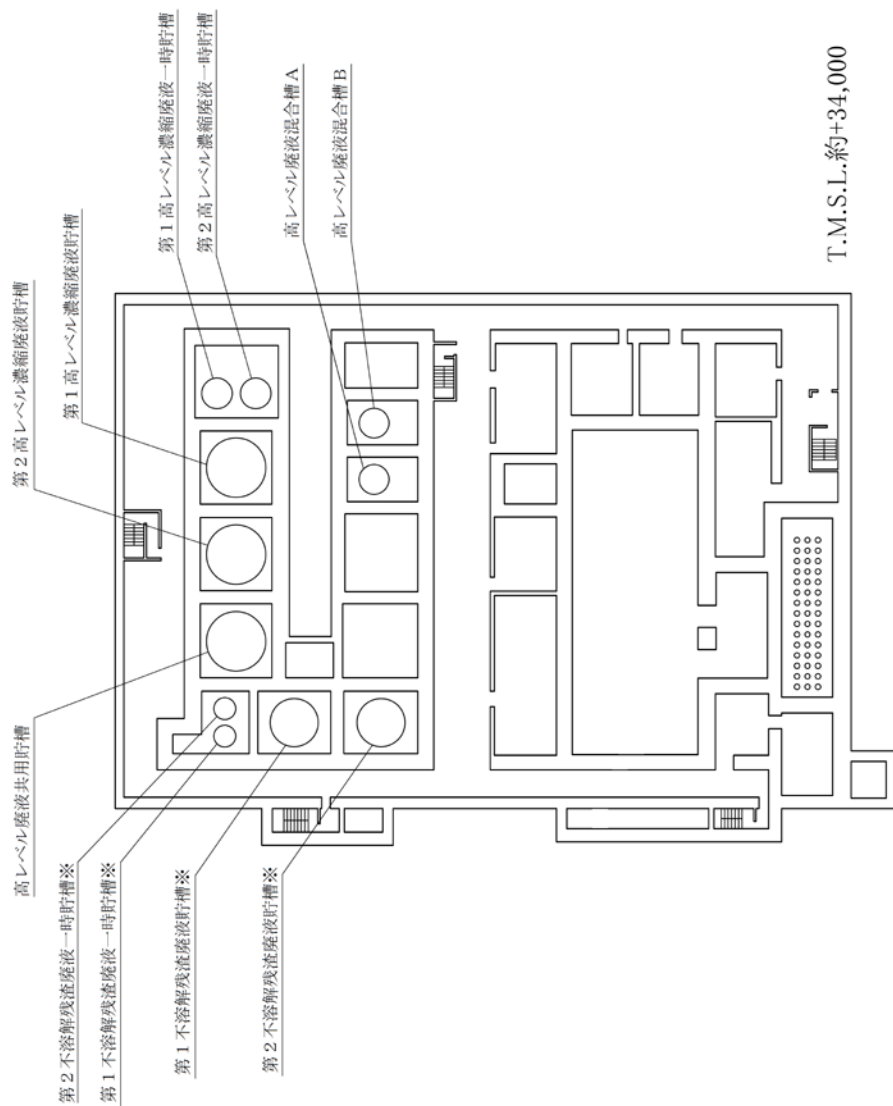 第2不溶解残渣廃液一時貯槽※
第1不溶解残渣廃液一時貯槽※
第1不溶解残渣廃液貯槽※
第2不溶解残渣廃液貯槽※
高レベル廃液共用貯槽
第2高レベル濃縮廃液貯槽
第1高レベル濃縮廃液貯槽
第1高レベル濃縮廃液一時貯槽
第2高レベル濃縮廃液一時貯槽
高レベル廃液混合槽A
高レベル廃液混合槽B
T.M.S.L.約+34,000